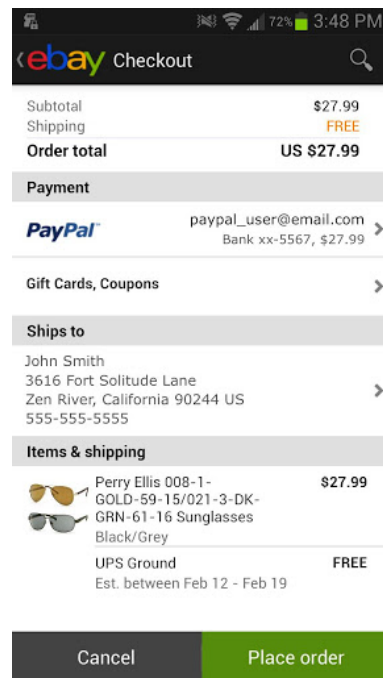 72% 3:48 PM
ebay Checkout
Subtotal $27.99
Shipping FREE
Order total US $27.99
Payment
PayPal paypal_user@email.com
Bank xx-5567, $27.99
Gift Cards, Coupons
Ships to
John Smith
3616 Fort Solitude Lane
Zen River, California 90244 US
555-555-5555
Items & shipping
Perry Ellis 008-1- $27.99
GOLD-59-15/021-3-DK-
GRN-61-16 Sunglasses
Black/Grey
UPS Ground FREE
Est. between Feb 12 - Feb 19
Cancel Place order